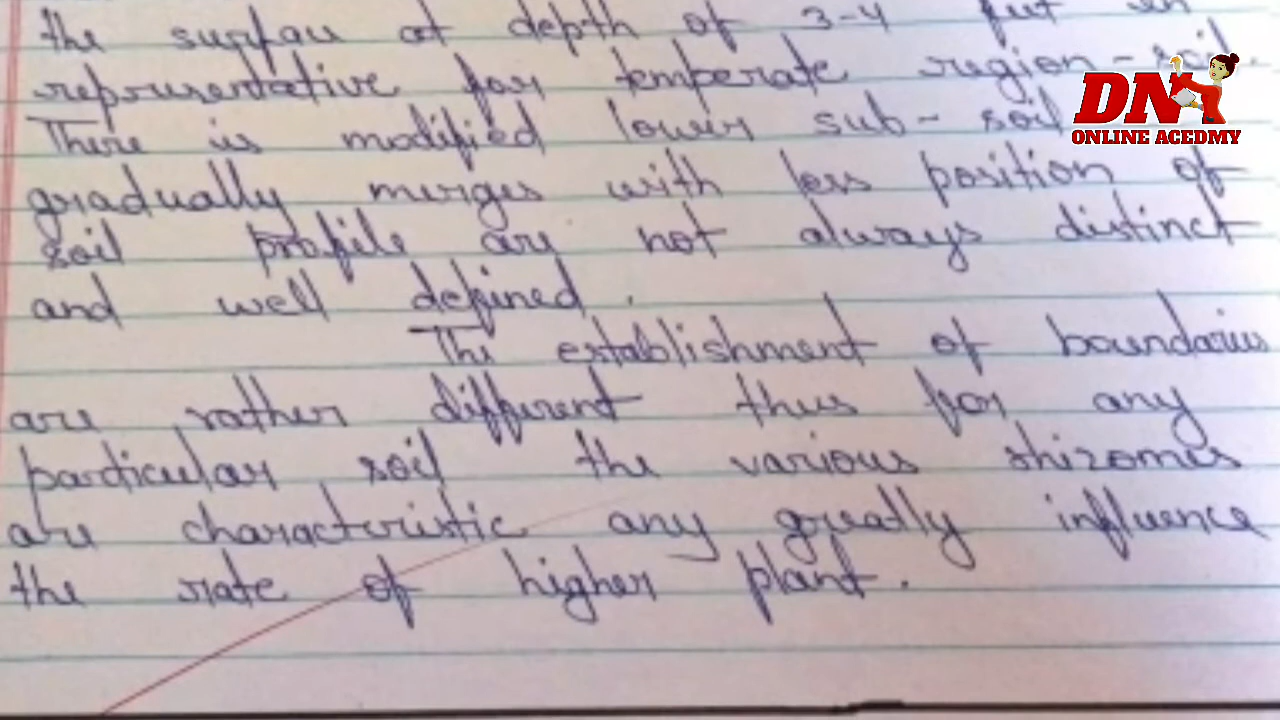 the surface at depth of 3-4 feet in
representative for temperate region - soil.
There is modified lower sub- soil
gradually merges with less position of
soil profile are not always distinct
and well defined.
The establishment of boundaries
are rather different thus for any
particular soil the various rhizomes
are characteristic any greatly influence
the rate of higher plant.
DNA
ONLINE ACEDMY